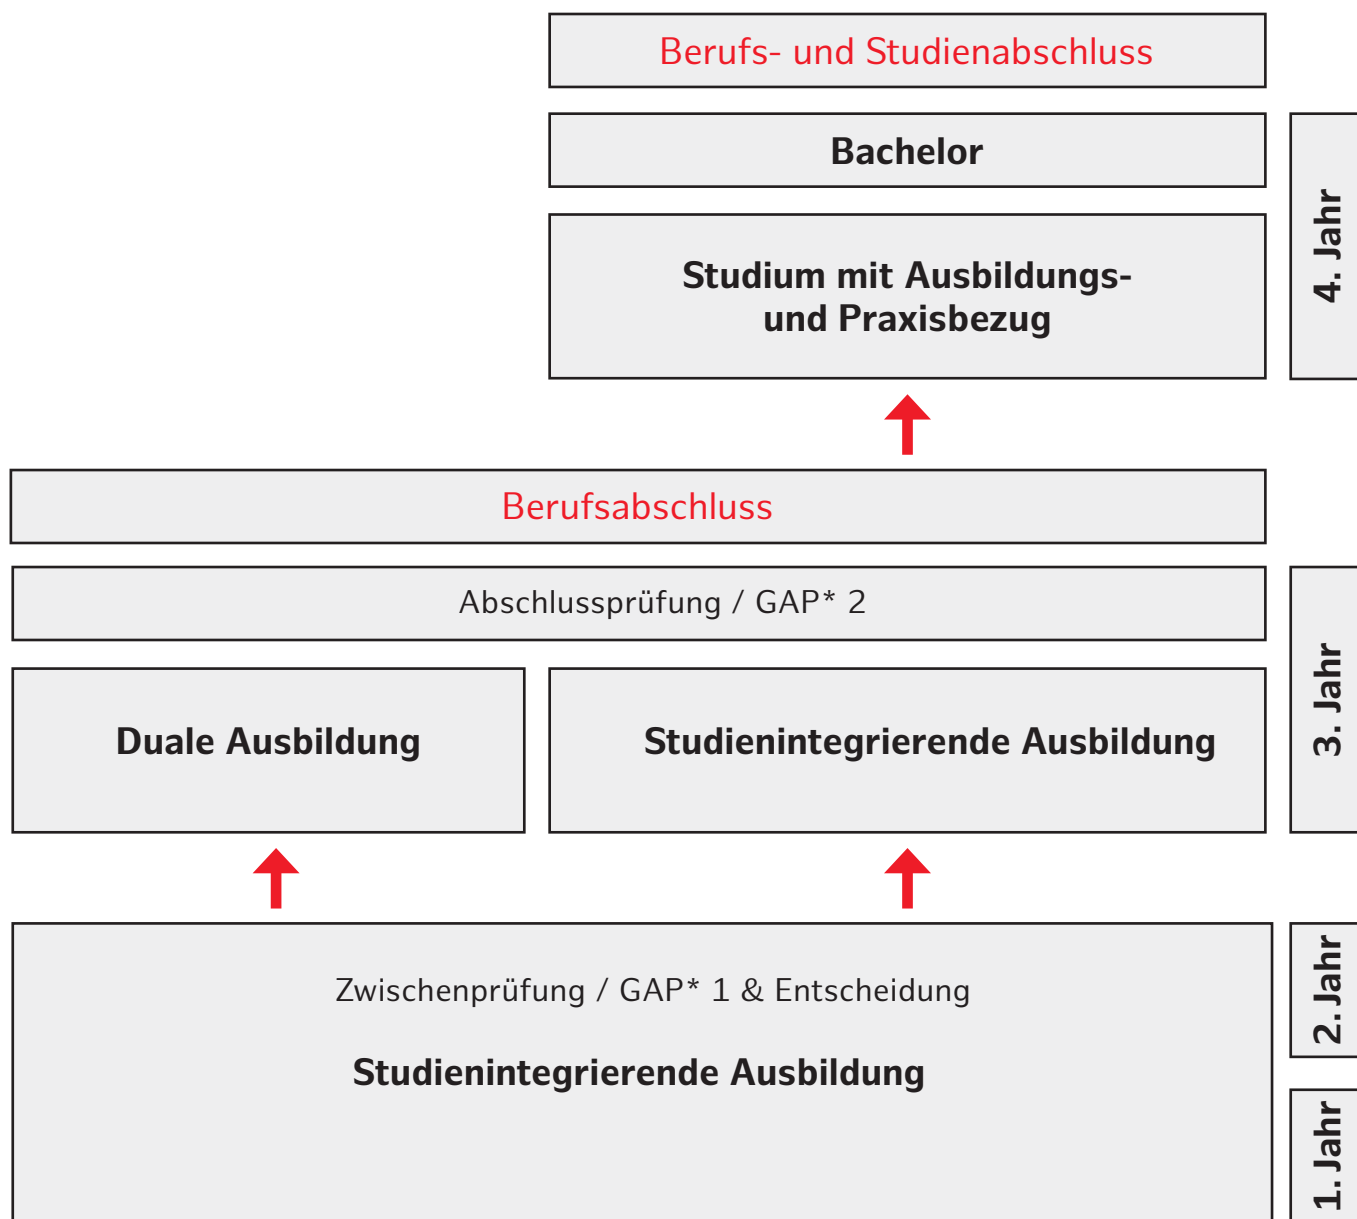 Berufs- und Studienabschluss
Bachelor
4. Jahr
Studium mit Ausbildungs-
und Praxisbezug
Berufsabschluss
Abschlussprüfung / GAP* 2
3. Jahr
Duale Ausbildung
Studienintegrierende Ausbildung
Zwischenprüfung / GAP* 1 & Entscheidung
2. Jahr
Studienintegrierende Ausbildung
1. Jahr